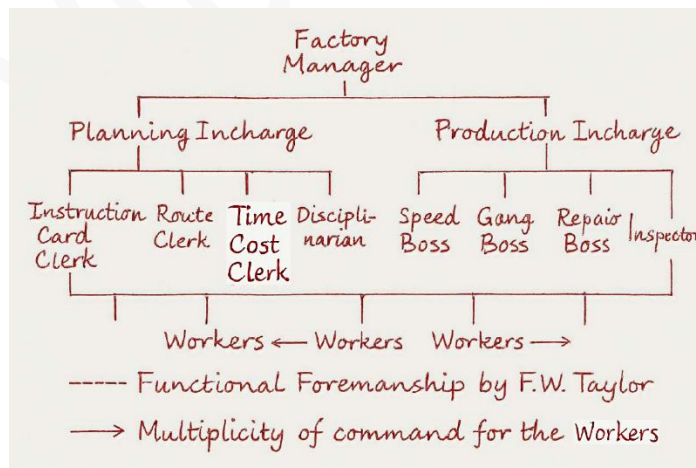 Factory
Manager
Planning Incharge Production Incharge
Instruction Route Time Discipli- Speed Gang Repair Inspector
Card Clerk Cost narian Boss Boss Boss
Clerk Clerk
Workers ← Workers Workers →
----- Functional Foremanship by F.W. Taylor
→ Multiplicity of command for the Workers